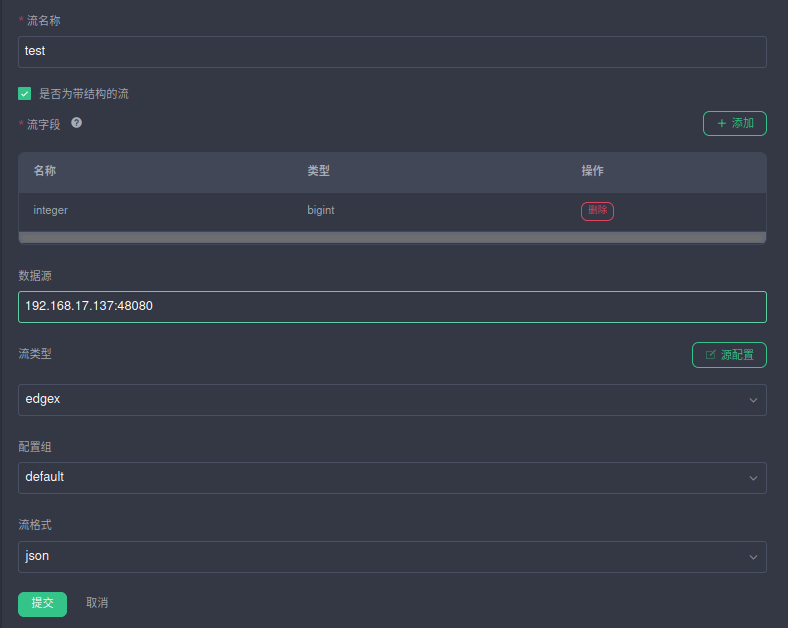 * 流名称
test
是否为带结构的流
* 流字段 ? + 添加
名称 类型 操作
integer bigint 删除
数据源
192.168.17.137:48080
流类型 源配置
edgex
配置组
default
流格式
json
提交 取消